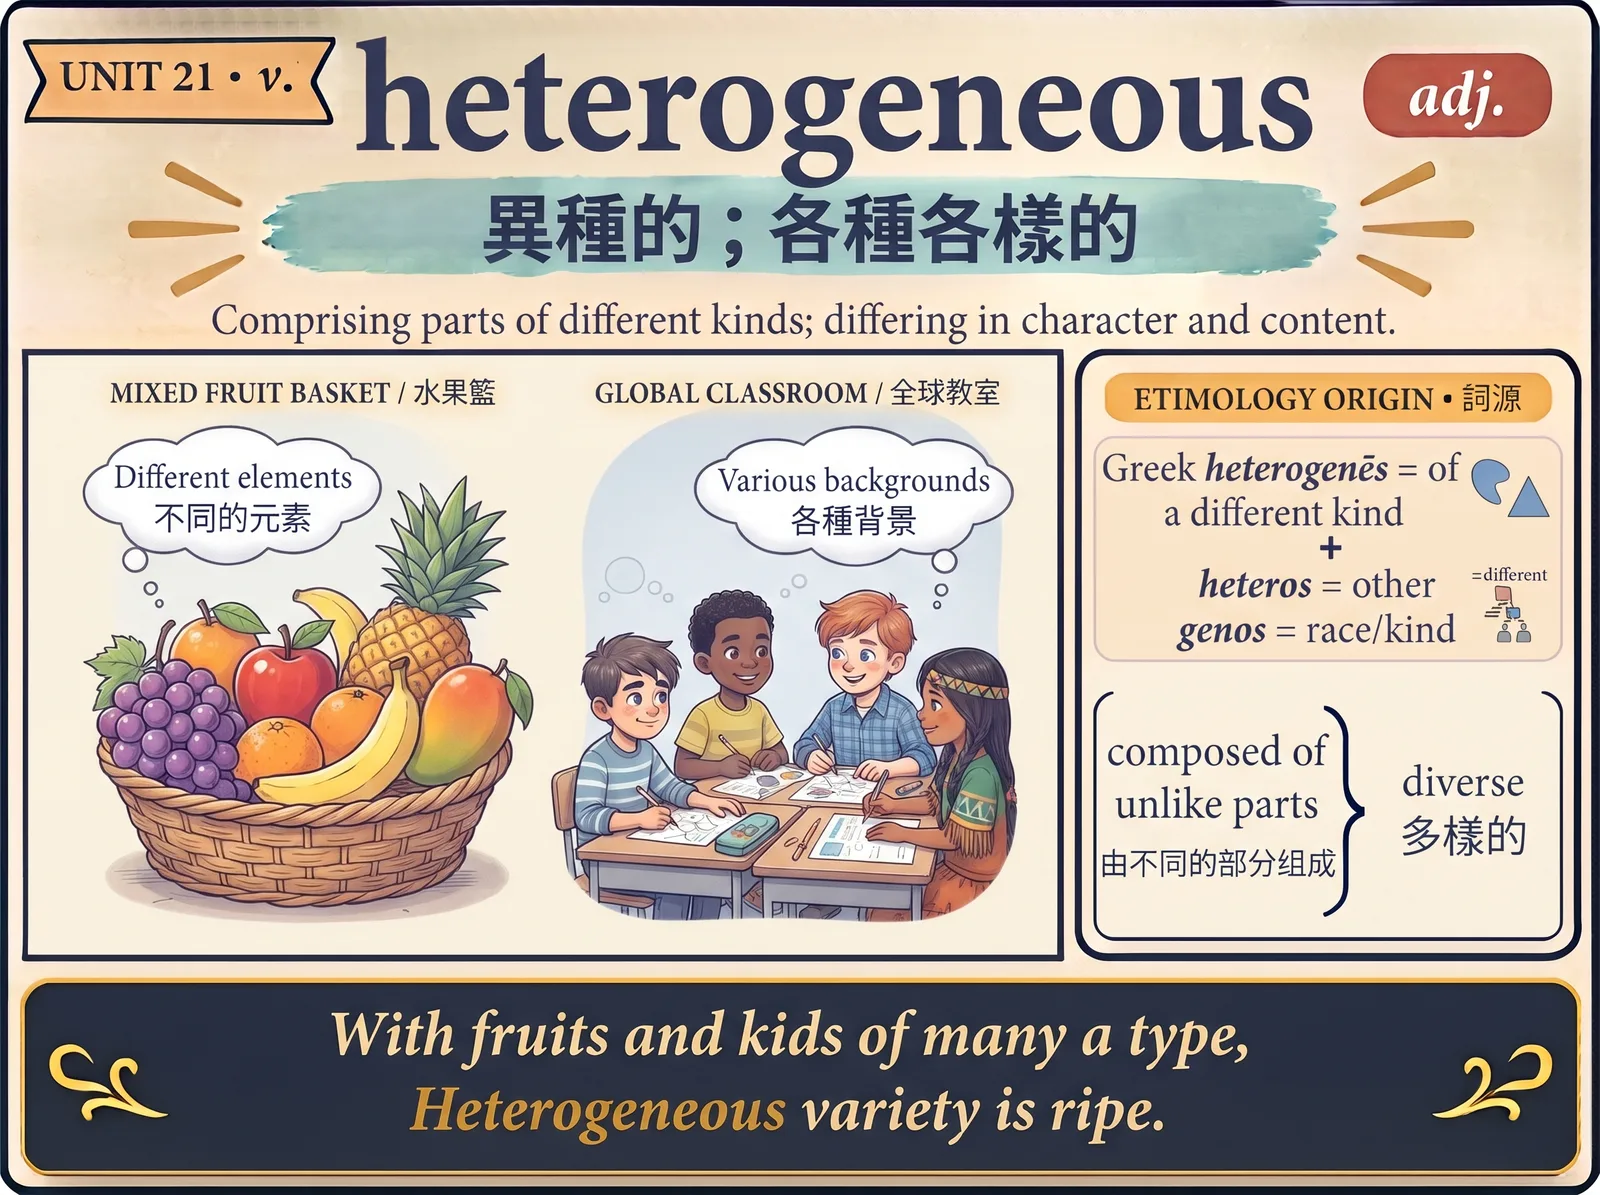 UNIT 21 • v.
heterogeneous
adj.
異種的；各種各樣的
Comprising parts of different kinds; differing in character and content.
MIXED FRUIT BASKET / 水果籃
Different elements
不同的元素
GLOBAL CLASSROOM / 全球教室
Various backgrounds
各種背景
ETIMOLOGY ORIGIN • 詞源
Greek heterogenēs = of
a different kind
+
heteros = other
genos = race/kind
=different
composed of
unlike parts
由不同的部分组成
diverse
多樣的
With fruits and kids of many a type,
Heterogeneous variety is ripe.